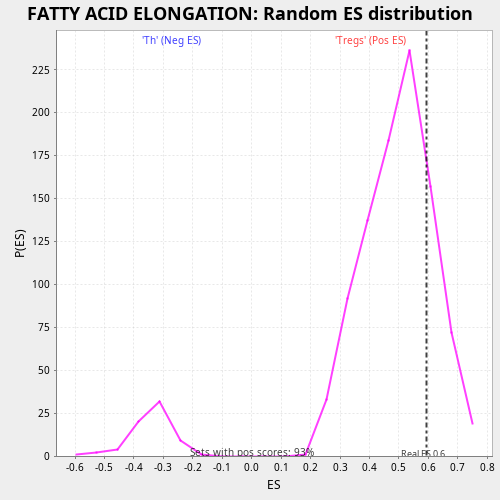 FATTY ACID ELONGATION: Random ES distribution
'Th' (Neg ES) 'Tregs' (Pos ES)
225
200
175
150
125
100
75
50
25
0
P(ES)
Sets with pos scores: 93% Real ES 0.6
-0.6 -0.5 -0.4 -0.3 -0.2 -0.1 0.0 0.1 0.2 0.3 0.4 0.5 0.6 0.7 0.8
ES